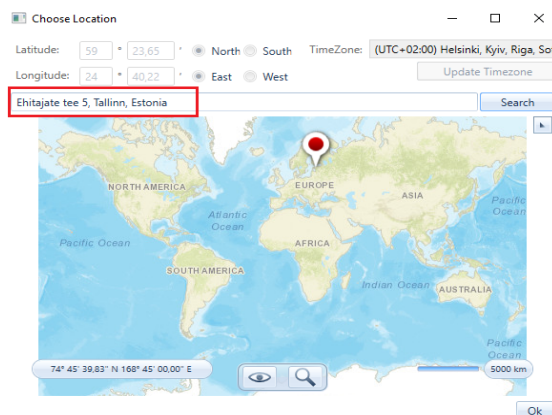 Choose Location
Latitude: 59 ° 23,65 ' North South TimeZone: (UTC+02:00) Helsinki, Kyiv, Riga, Sof
Longitude: 24 ° 40,22 ' East West Update Timezone
Ehitajate tee 5, Tallinn, Estonia Search
NORTH AMERICA EUROPE ASIA
Pacific
Ocean
Atlantic
Ocean
Pacific Ocean AFRICA
SOUTH AMERICA
Indian Ocean AUSTRALIA
Pacific
Ocean
74° 45' 39,83" N 168° 45' 00,00" E 5000 km
Ok